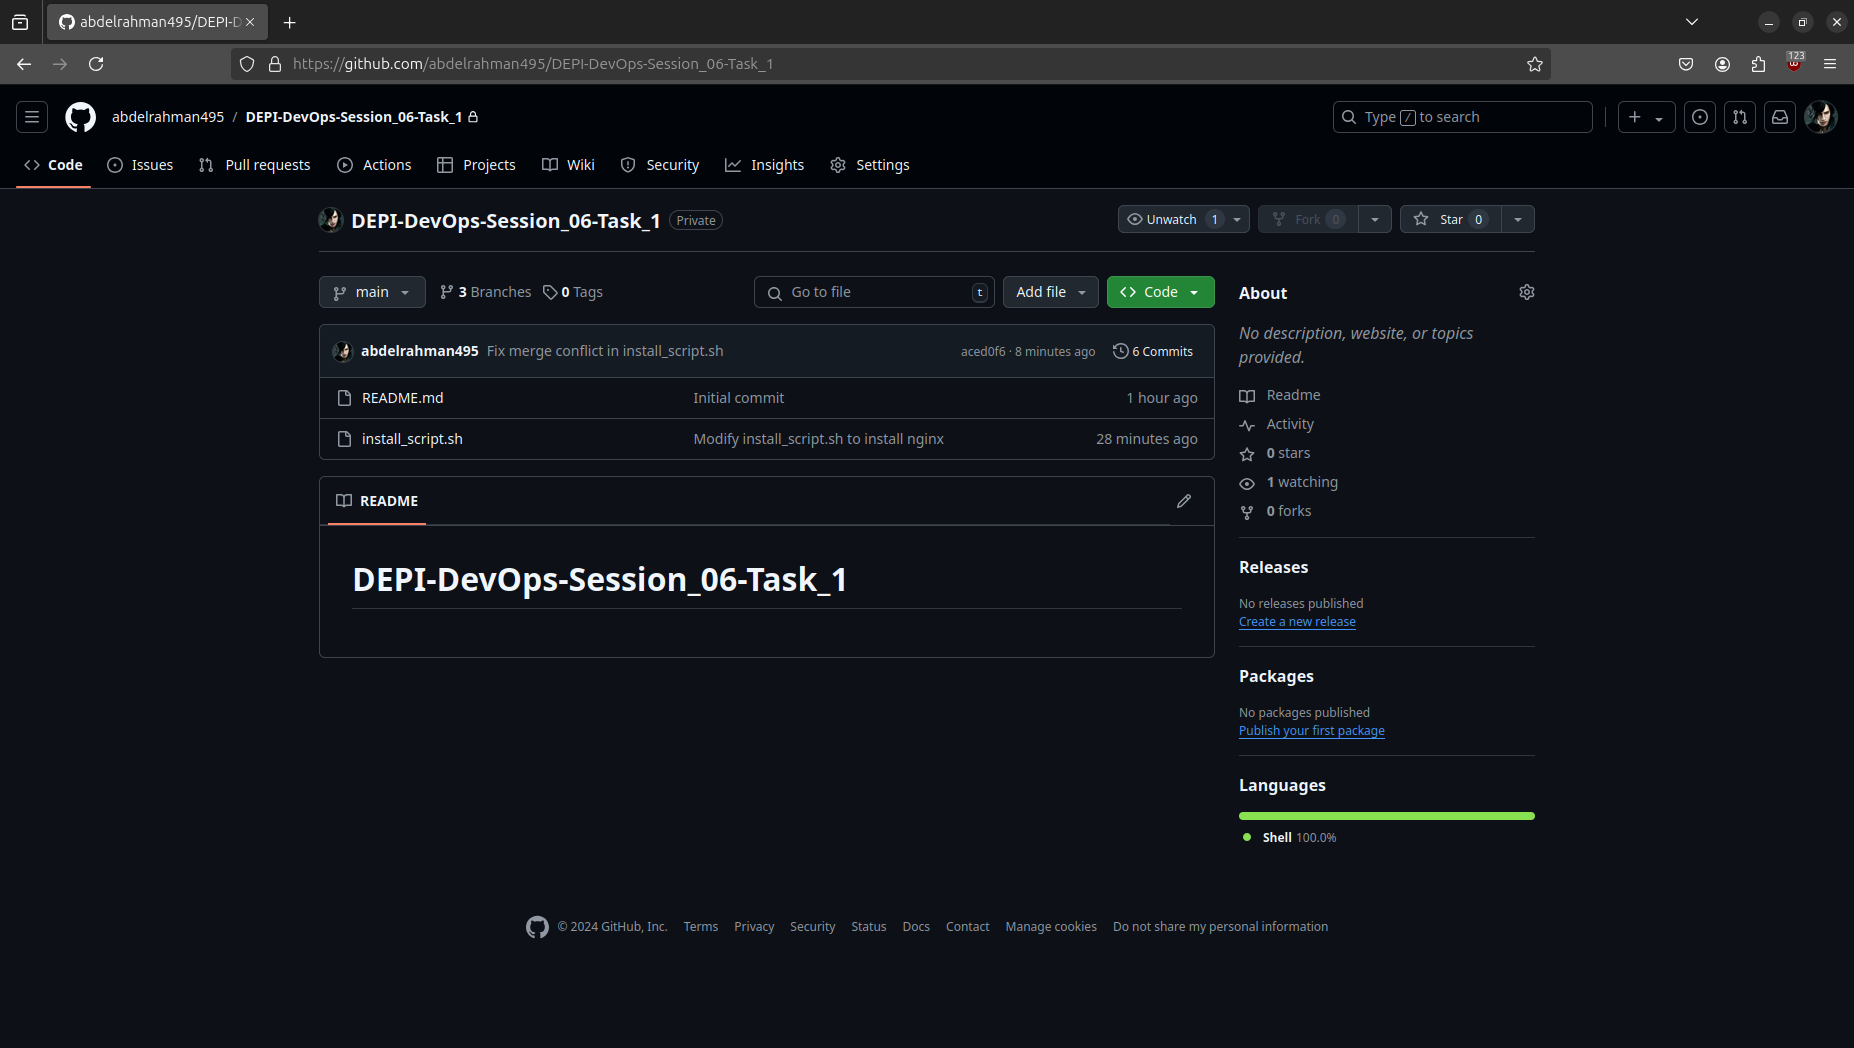 abdelrahman495/DEPI-D
https://github.com/abdelrahman495/DEPI-DevOps-Session_06-Task_1
123
abdelrahman495 / DEPI-DevOps-Session_06-Task_1
Type / to search
Code Issues Pull requests Actions Projects Wiki Security Insights Settings
DEPI-DevOps-Session_06-Task_1 Private
Unwatch 1 Fork 0 Star 0
main 3 Branches 0 Tags Go to file t Add file Code
abdelrahman495 Fix merge conflict in install_script.sh aced0f6 · 8 minutes ago 6 Commits
README.md Initial commit 1 hour ago
install_script.sh Modify install_script.sh to install nginx 28 minutes ago
README
DEPI-DevOps-Session_06-Task_1
About
No description, website, or topics
provided.
Readme
Activity
0 stars
1 watching
0 forks
Releases
No releases published
Create a new release
Packages
No packages published
Publish your first package
Languages
Shell 100.0%
© 2024 GitHub, Inc. Terms Privacy Security Status Docs Contact Manage cookies Do not share my personal information